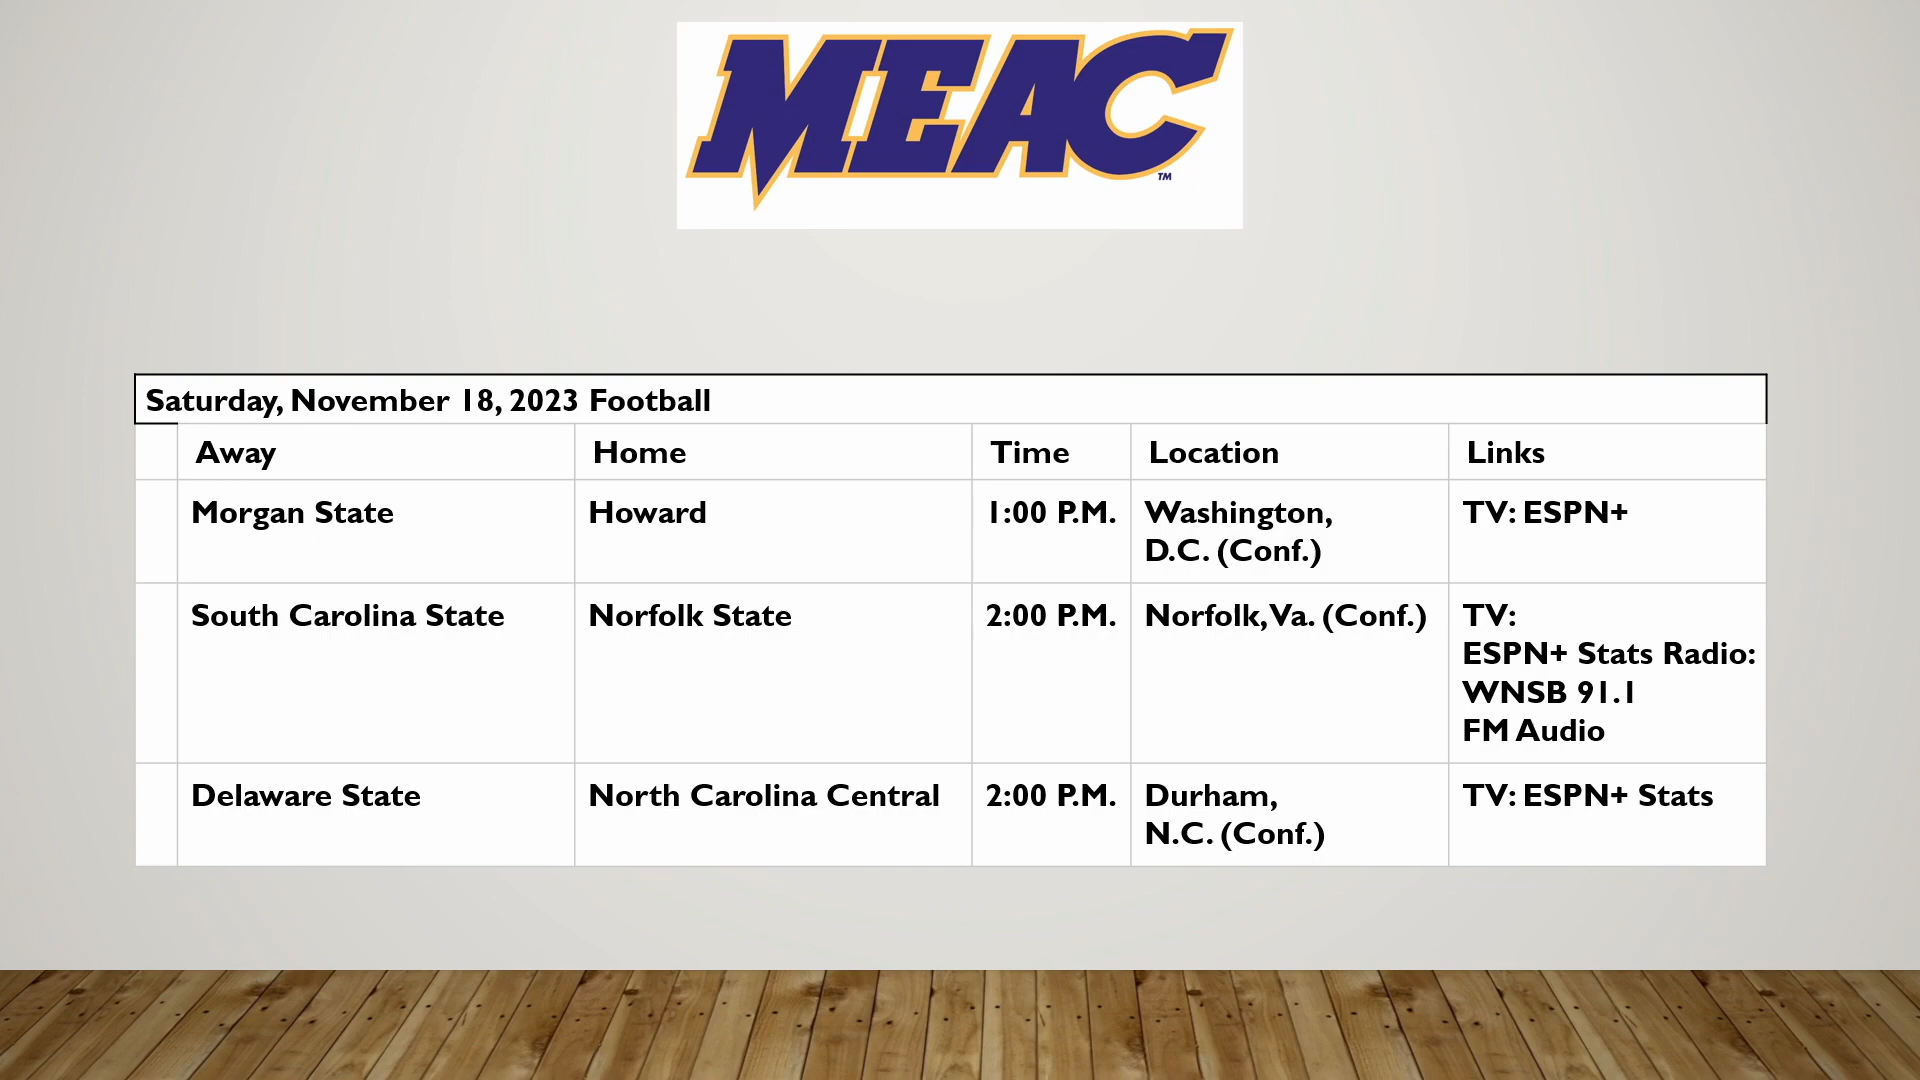 MEAC
TM
Saturday, November 18, 2023 Football
Away Home Time Location Links
Morgan State Howard 1:00 P.M. Washington, TV: ESPN+
D.C. (Conf.)
South Carolina State Norfolk State 2:00 P.M. Norfolk, Va. (Conf.) TV:
ESPN+ Stats Radio:
WNSB 91.1
FM Audio
Delaware State North Carolina Central 2:00 P.M. Durham, TV: ESPN+ Stats
N.C. (Conf.)